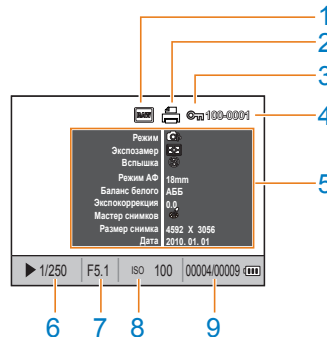 1
2
3
RAW 100-0001
4
Режим
Экспозамер
Вспышка
Режим АФ 18mm
Баланс белого АББ
Экспокоррекция 0.0
Мастер снимков
Размер снимка 4592 X 3056
Дата 2010. 01. 01
5
1/250 F5.1 ISO 100 00004/00009
6 7 8 9